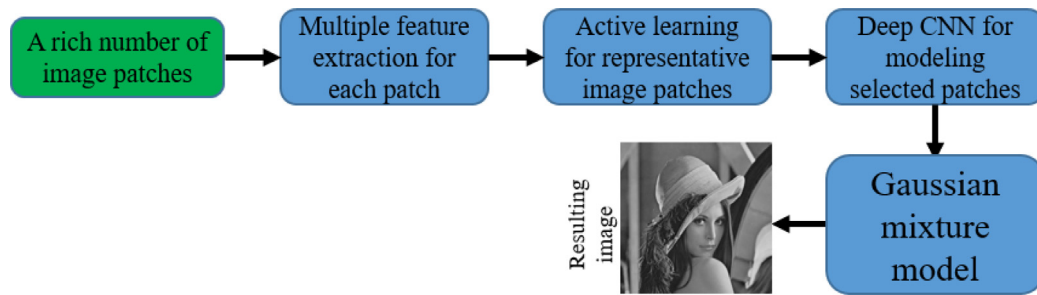 A rich number of
image patches
Multiple feature
extraction for
each patch
Active learning
for representative
image patches
Deep CNN for
modeling
selected patches
Gaussian
mixture
model
Resulting
image